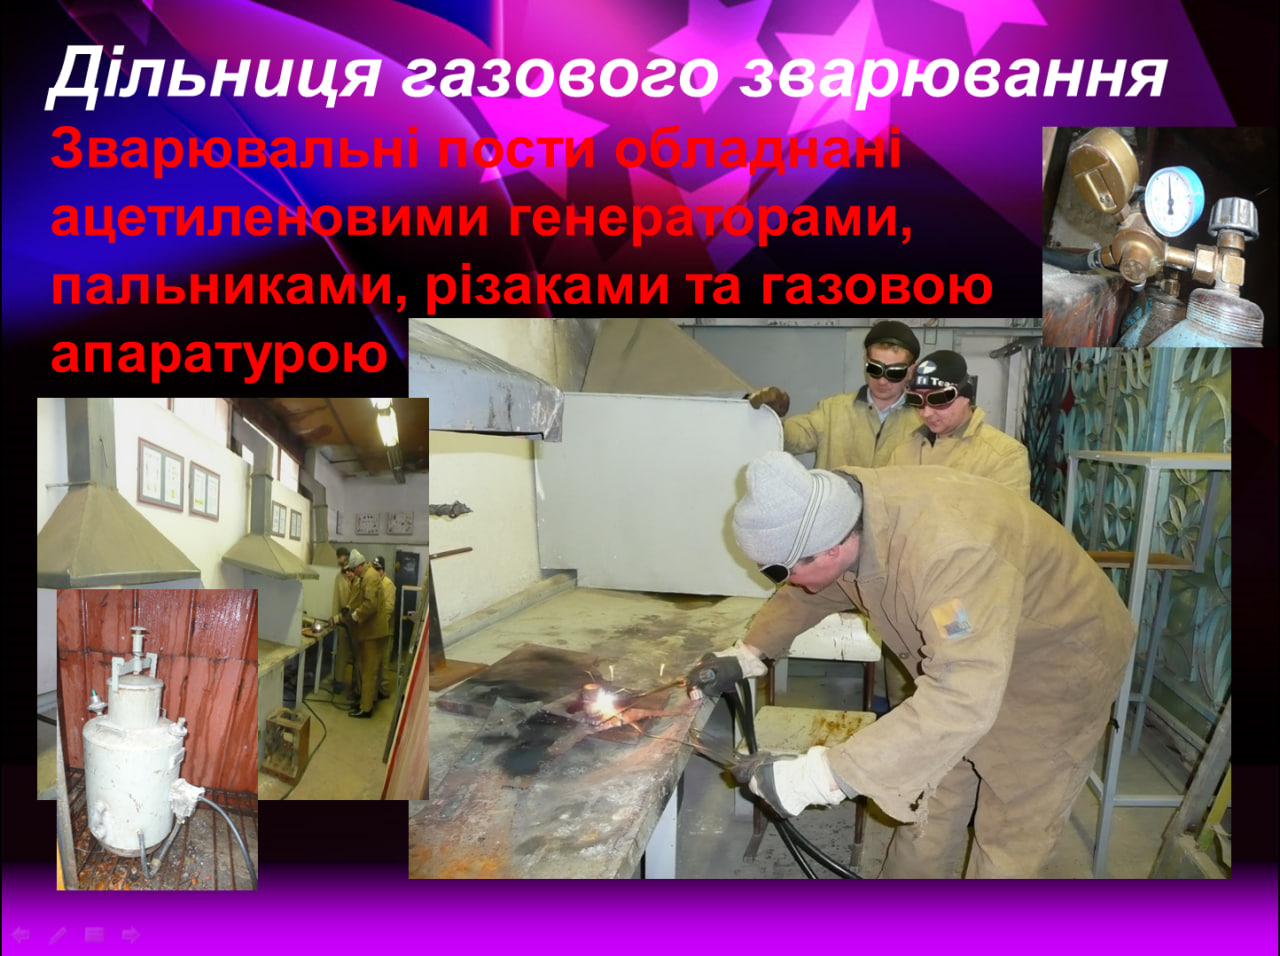 Дільниця газового зварювання
Зварювальні пости обладнані
ацетиленовими генераторами,
пальниками, різаками та газовою
апаратурою